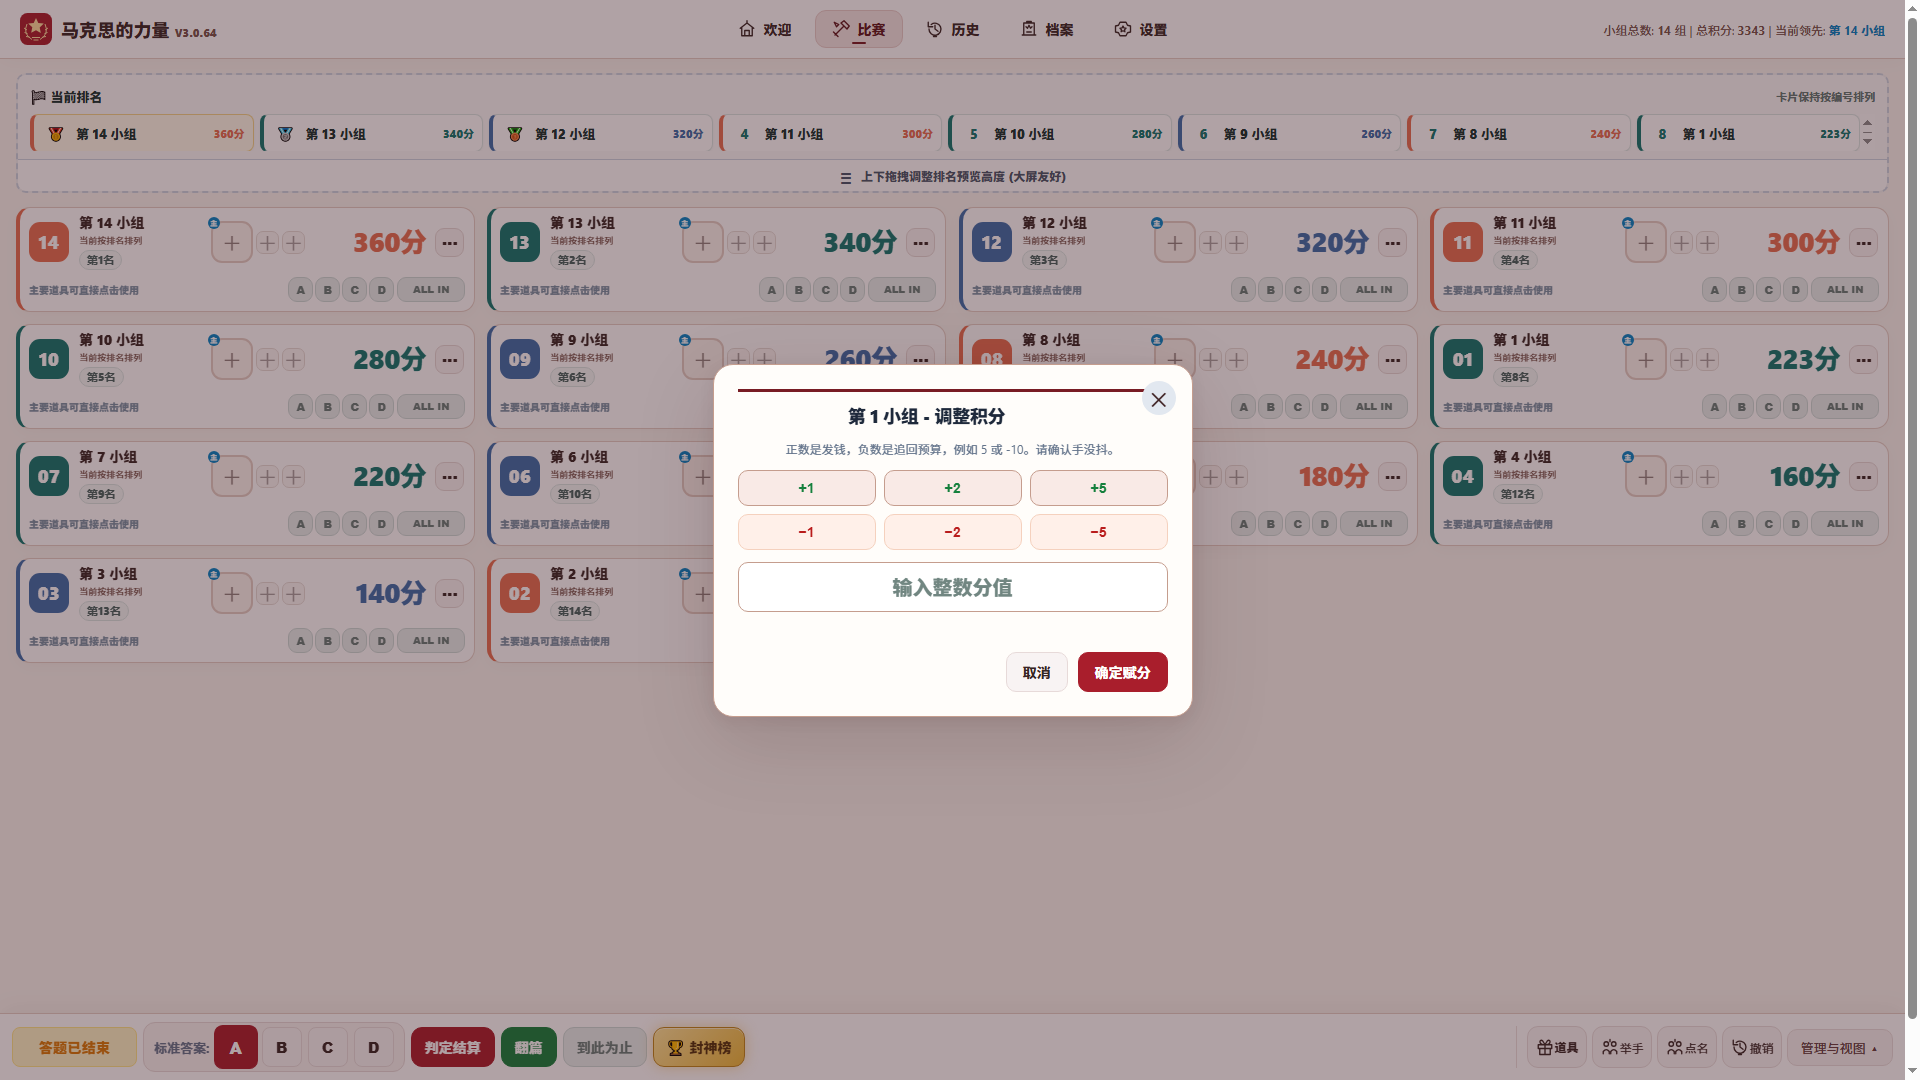 马克思的力量 V3.0.64
欢迎
比赛
历史
档案
设置
小组总数: 14 组 | 总积分: 3343 | 当前领先: 第 14 小组
当前排名
卡片保持按编号排列
第 14 小组 360分
第 13 小组 340分
第 12 小组 320分
4 第 11 小组 300分
5 第 10 小组 280分
6 第 9 小组 260分
7 第 8 小组 240分
8 第 1 小组 223分
上下拖拽调整排名预览高度 (大屏友好)
14
第 14 小组
当前按排名排列
第1名
主
360分
主要道具可直接点击使用
A B C D ALL IN
13
第 13 小组
当前按排名排列
第2名
主
340分
主要道具可直接点击使用
A B C D ALL IN
12
第 12 小组
当前按排名排列
第3名
主
320分
主要道具可直接点击使用
A B C D ALL IN
11
第 11 小组
当前按排名排列
第4名
主
300分
主要道具可直接点击使用
A B C D ALL IN
10
第 10 小组
当前按排名排列
第5名
主
280分
主要道具可直接点击使用
A B C D ALL IN
09
第 9 小组
当前按排名排列
第6名
主
260分
主要道具可直接点击使用
08
第 8 小组
当前按排名排列
主
240分
A B C D ALL IN
01
第 1 小组
当前按排名排列
第8名
主
223分
主要道具可直接点击使用
A B C D ALL IN
07
第 7 小组
当前按排名排列
第9名
主
220分
主要道具可直接点击使用
A B C D ALL IN
06
第 6 小组
当前按排名排列
第10名
主
主要道具可直接点击使用
180分
A B C D ALL IN
04
第 4 小组
当前按排名排列
第12名
主
160分
主要道具可直接点击使用
A B C D ALL IN
03
第 3 小组
当前按排名排列
第13名
主
140分
主要道具可直接点击使用
A B C D ALL IN
02
第 2 小组
当前按排名排列
第14名
主
主要道具可直接点击使用
第 1 小组 - 调整积分
正数是发钱，负数是追回预算，例如 5 或 -10。请确认手没抖。
+1
+2
+5
−1
−2
−5
输入整数分值
取消
确定赋分
答题已结束
标准答案:
A
B
C
D
判定结算
翻篇
到此为止
封神榜
道具
举手
点名
撤销
管理与视图